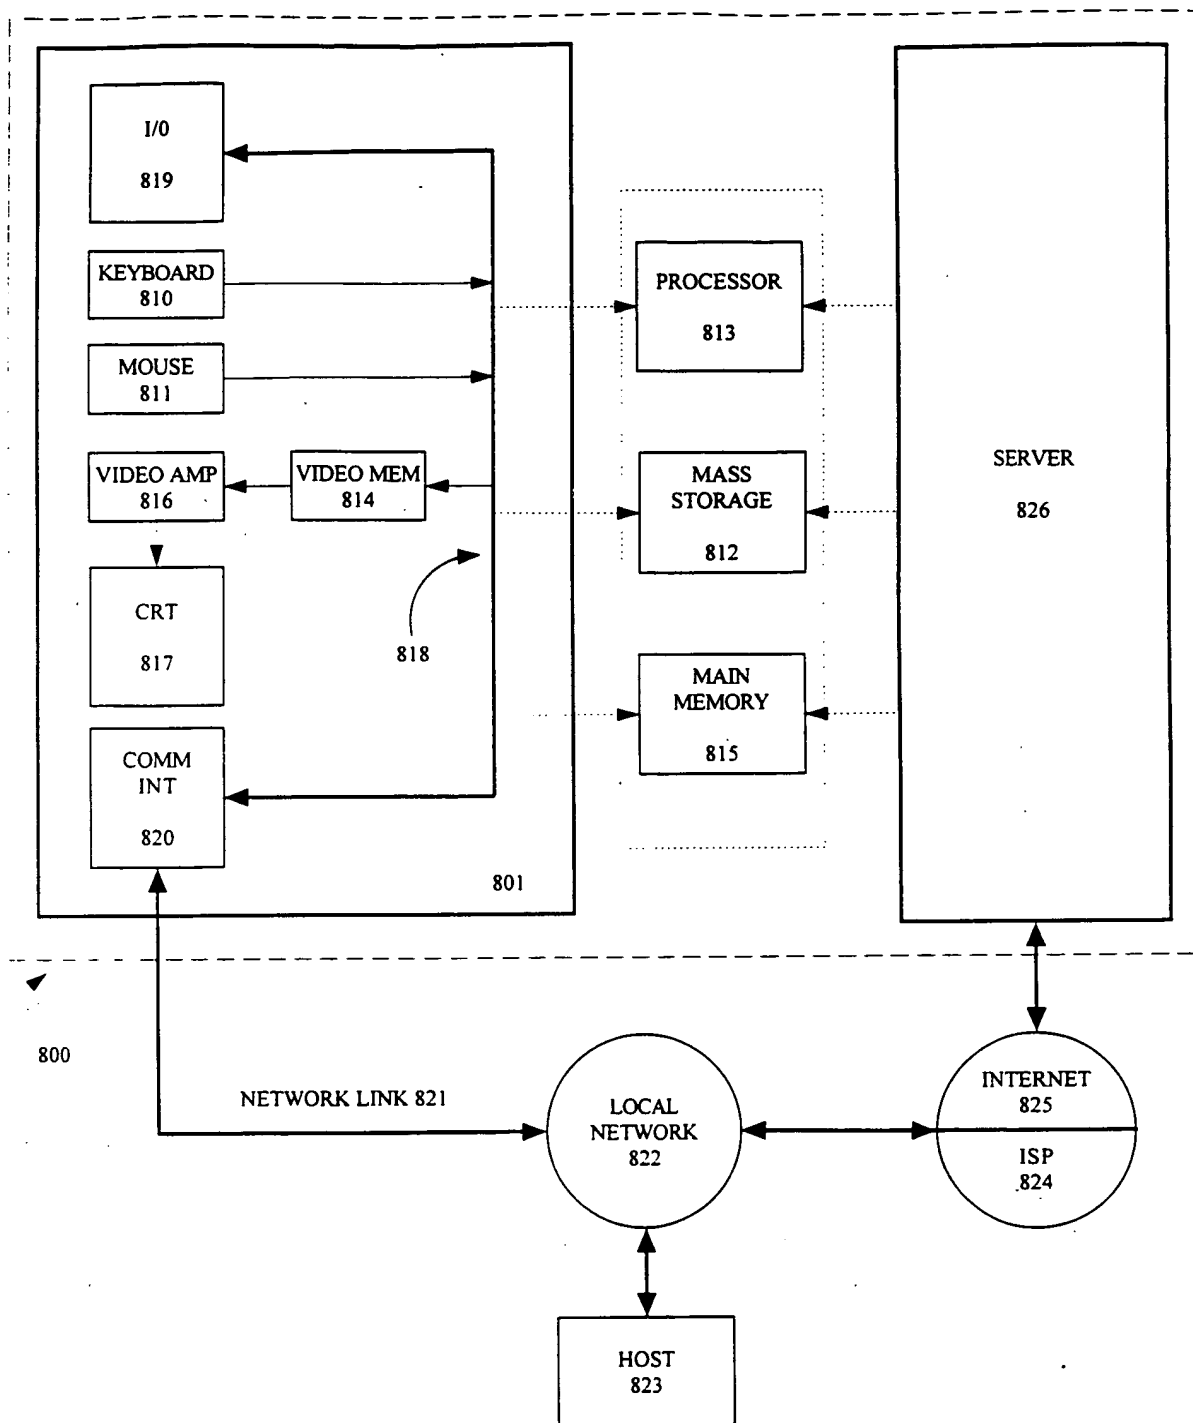 I/0
819
KEYBOARD
810
MOUSE
811
VIDEO AMP
816
VIDEO MEM
814
CRT
817
818
COMM
INT
820
801
PROCESSOR
813
MASS
STORAGE
812
MAIN
MEMORY
815
SERVER
826
800
NETWORK LINK 821
LOCAL
NETWORK
822
INTERNET
825
ISP
824
HOST
823